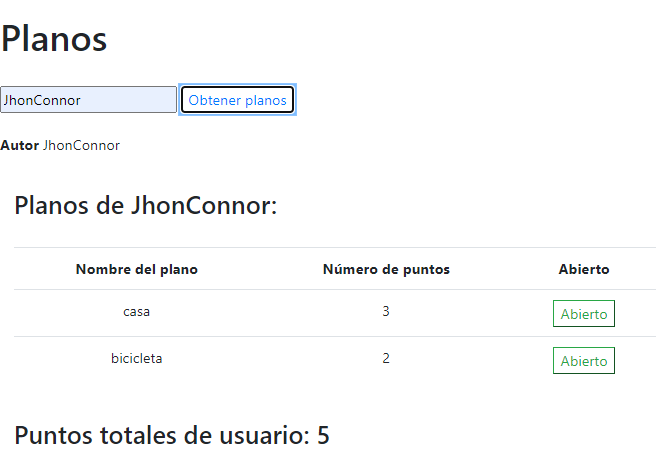 Planos
JhonConnor Obtener planos
Autor JhonConnor
Planos de JhonConnor:
Nombre del plano Número de puntos Abierto
casa 3 Abierto
bicicleta 2 Abierto
Puntos totales de usuario: 5